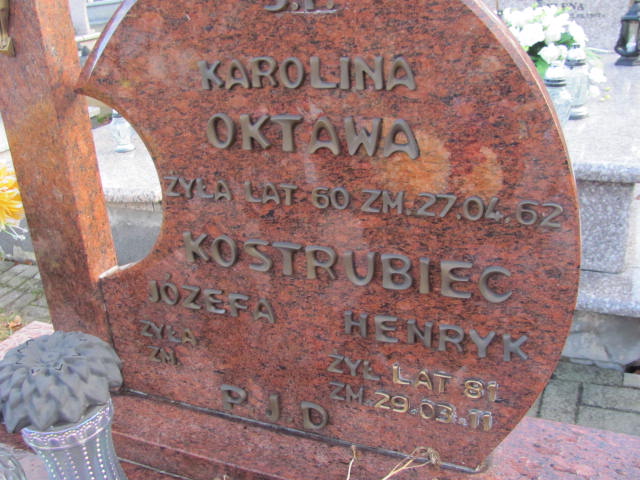 Ś.P.
KAROLINA
OKTAWA
ŻYŁA LAT 60 ZM.27.04.62
KOSTRUBIEC
JÓZEFA
ŻYŁA
ZM.
HENRYK
ŻYŁ LAT 81
ZM.29.03.11
P.J.D